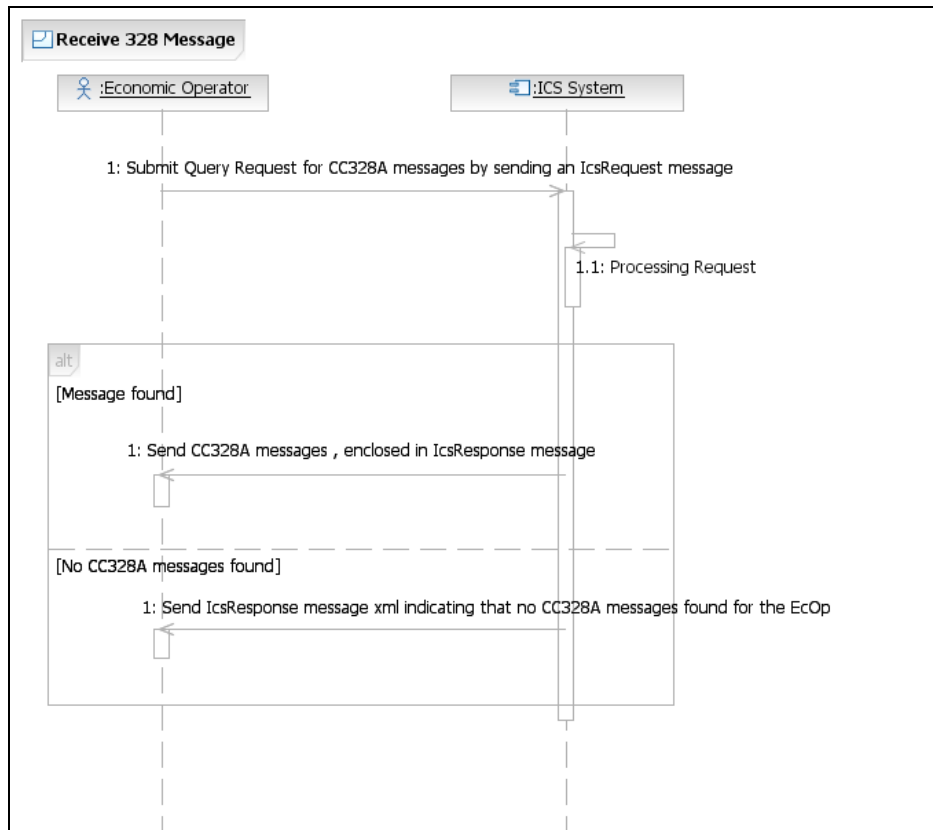 Receive 328 Message
:Economic Operator
:ICS System
1: Submit Query Request for CC328A messages by sending an IcsRequest message
1.1: Processing Request
alt
[Message found]
1: Send CC328A messages , enclosed in IcsResponse message
[No CC328A messages found]
1: Send IcsResponse message xml indicating that no CC328A messages found for the EcOp